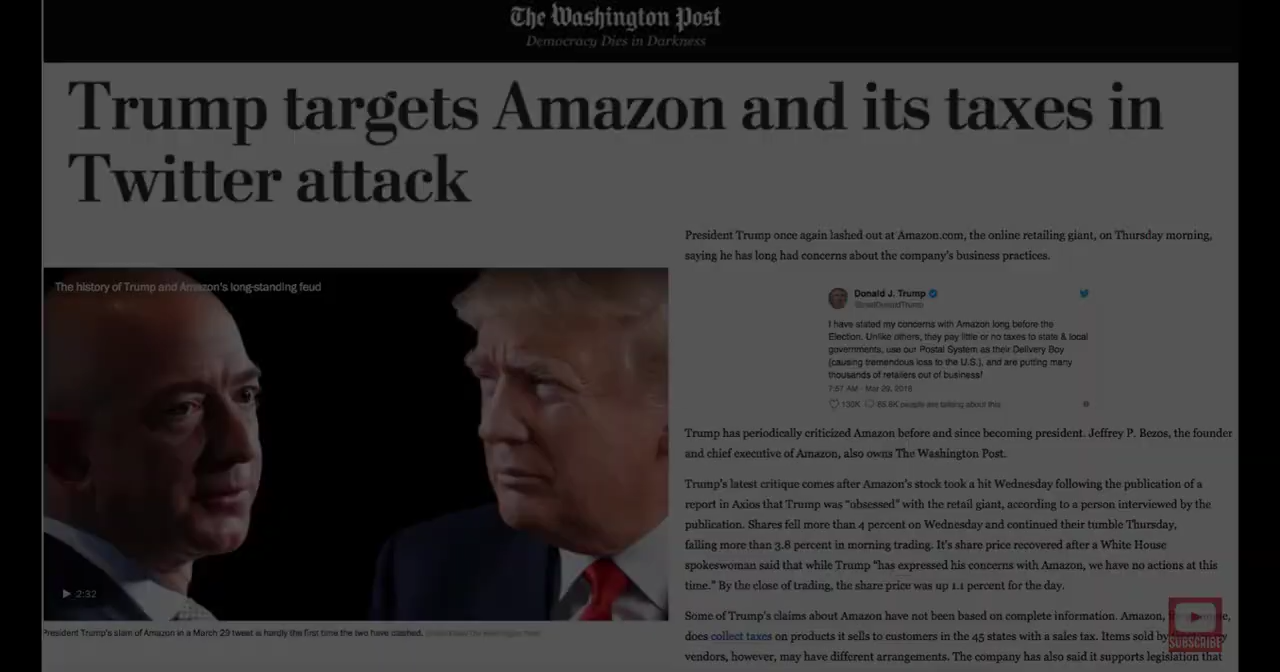 The Washington Post
Democracy Dies in Darkness
Trump targets Amazon and its taxes in
Twitter attack
President Trump once again lashed out at Amazon.com, the online retailing giant, on Thursday morning,
saying he has long had concerns about the company's business practices.
The history of Trump and Amazon's long-standing feud
Donald J. Trump
@realDonaldTrump
I have stated my concerns with Amazon long before the
Election. Unlike others, they pay little or no taxes to state & local
governments, use our Postal System as their Delivery Boy
(causing tremendous loss to the U.S.), and are putting many
thousands of retailers out of business!
7:57 AM - Mar 29, 2018
people are talking about this
Trump has periodically criticized Amazon before and since becoming president. Jeffrey P. Bezos, the founder
and chief executive of Amazon, also owns The Washington Post.
Trump's latest critique comes after Amazon's stock took a hit Wednesday following the publication of a
report in Axios that Trump was "obsessed" with the retail giant, according to a person interviewed by the
publication. Shares fell more than 4 percent on Wednesday and continued their tumble Thursday,
falling more than 3.8 percent in morning trading. It's share price recovered after a White House
spokeswoman said that while Trump "has expressed his concerns with Amazon, we have no actions at this
time." By the close of trading, the share price was up 1.1 percent for the day.
2:32
President Trump's slam of Amazon in a March 29 tweet is hardly the first time the two have clashed.
Some of Trump's claims about Amazon have not been based on complete information. Amazon,
does collect taxes on products it sells to customers in the 45 states with a sales tax. Items sold by
vendors, however, may have different arrangements. The company has also said it supports legislation that
SUBSCRIBE